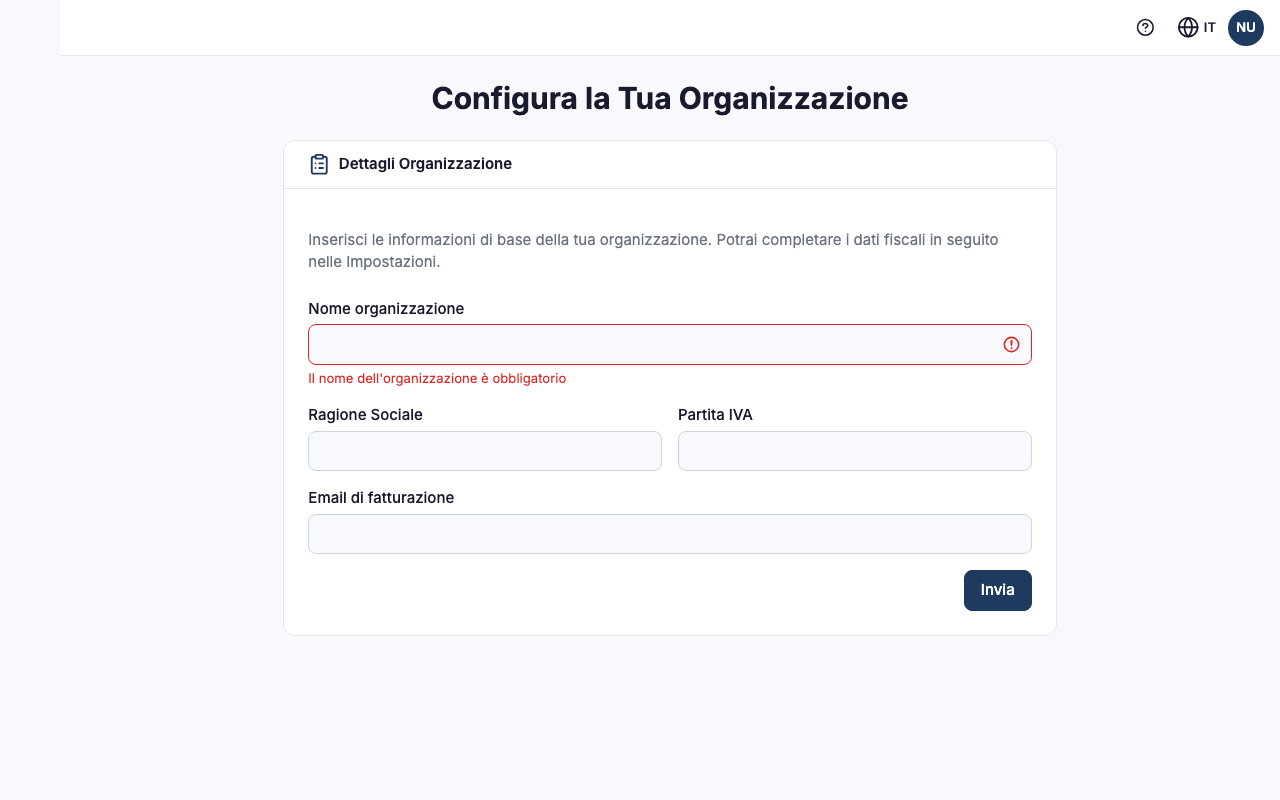 IT
NU
Configura la Tua Organizzazione
Dettagli Organizzazione
Inserisci le informazioni di base della tua organizzazione. Potrai completare i dati fiscali in seguito
nelle Impostazioni.
Nome organizzazione
Il nome dell'organizzazione è obbligatorio
Ragione Sociale
Partita IVA
Email di fatturazione
Invia